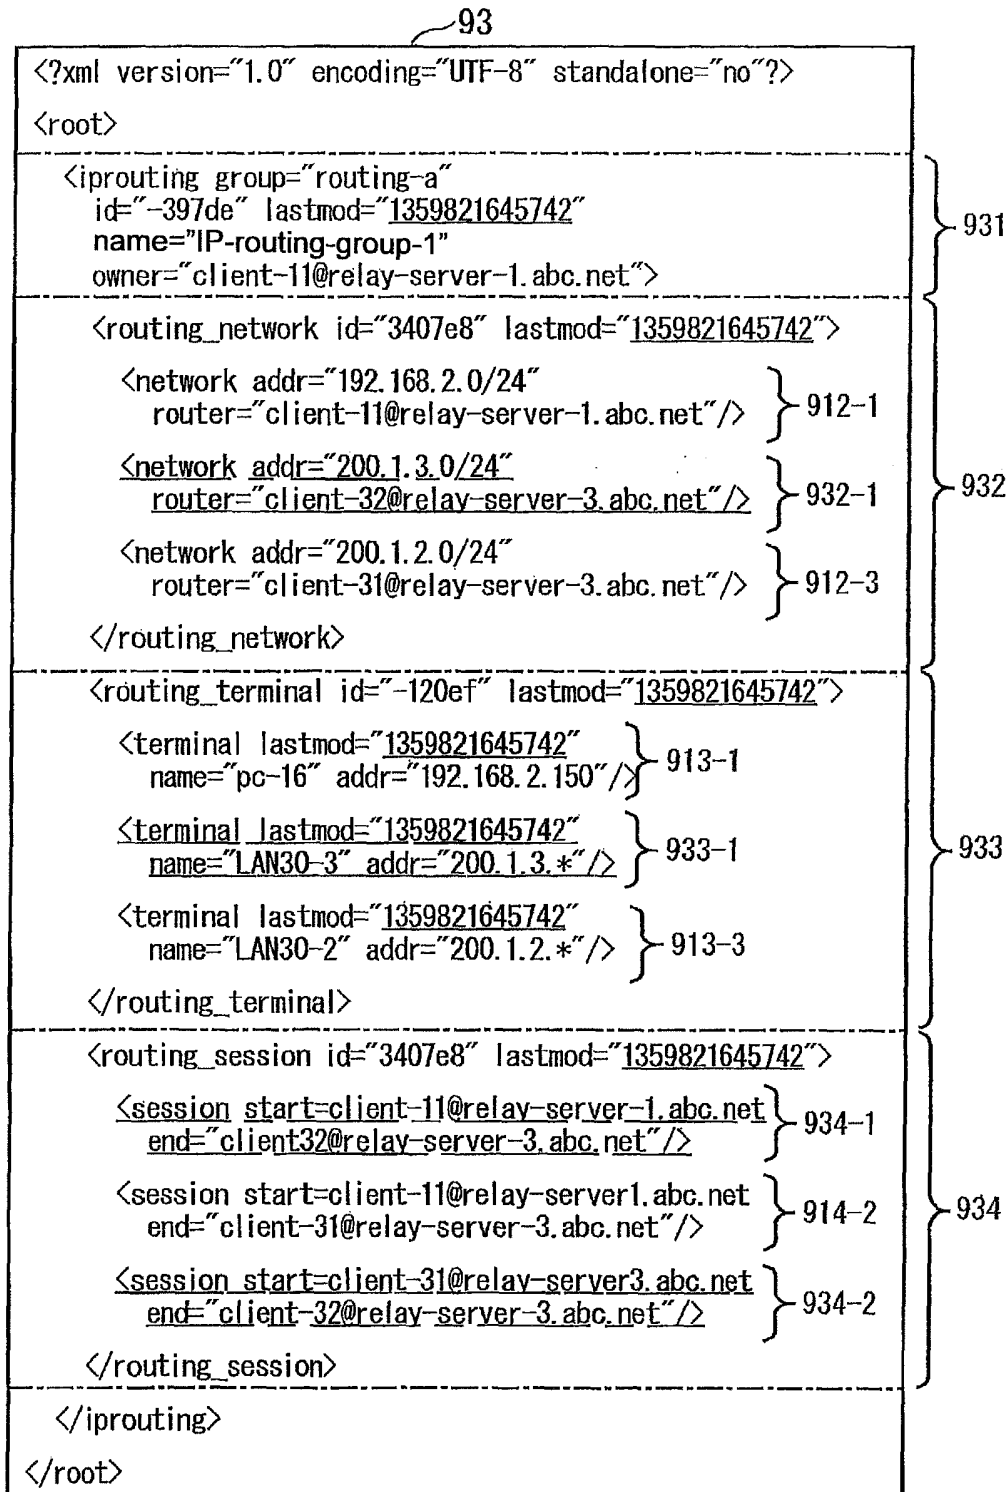 93
<?xml version="1.0" encoding="UTF-8" standalone="no"?>
<root>
<iprouting group="routing-a"
id="-397de" lastmod="1359821645742"
name="IP-routing-group-1"
owner="client-11@relay-server-1.abc.net">
931
<routing_network id="3407e8" lastmod="1359821645742">
<network addr="192.168.2.0/24"
router="client-11@relay-server-1.abc.net"/>
912-1
<network addr="200.1.3.0/24"
router="client-32@relay-server-3.abc.net"/>
932-1
<network addr="200.1.2.0/24"
router="client-31@relay-server-3.abc.net"/>
912-3
</routing_network>
932
<routing_terminal id="-120ef" lastmod="1359821645742">
<terminal lastmod="1359821645742"
name="pc-16" addr="192.168.2.150"/>
913-1
<terminal lastmod="1359821645742"
name="LAN30-3" addr="200.1.3.*"/>
933-1
<terminal lastmod="1359821645742"
name="LAN30-2" addr="200.1.2.*"/>
913-3
</routing_terminal>
933
<routing_session id="3407e8" lastmod="1359821645742">
<session start=client-11@relay-server-1.abc.net
end="client32@relay-server-3.abc.net"/>
934-1
<session start=client-11@relay-server1.abc.net
end="client-31@relay-server-3.abc.net"/>
914-2
<session start=client-31@relay-server3.abc.net
end="client-32@relay-server-3.abc.net"/>
934-2
</routing_session>
934
</iprouting>
</root>